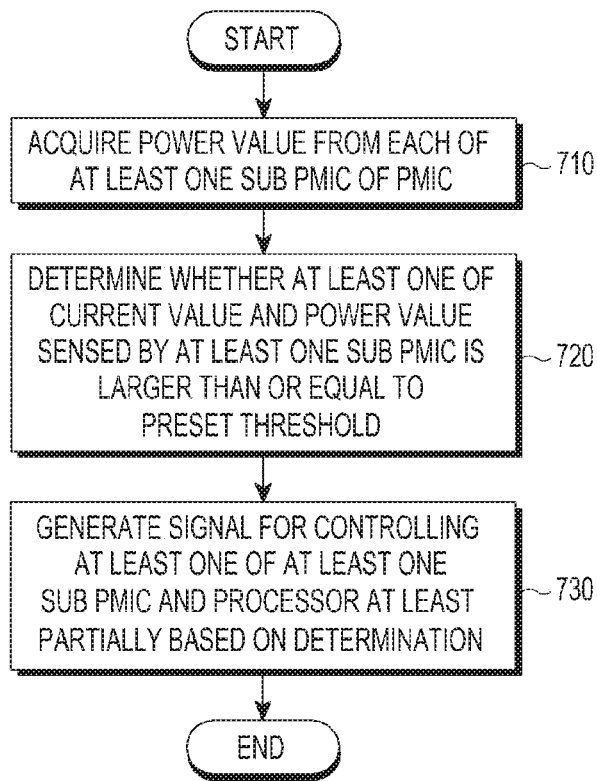 START
ACQUIRE POWER VALUE FROM EACH OF
AT LEAST ONE SUB PMIC OF PMIC
710
DETERMINE WHETHER AT LEAST ONE OF
CURRENT VALUE AND POWER VALUE
SENSED BY AT LEAST ONE SUB PMIC IS
LARGER THAN OR EQUAL TO
PRESET THRESHOLD
720
GENERATE SIGNAL FOR CONTROLLING
AT LEAST ONE OF AT LEAST ONE
SUB PMIC AND PROCESSOR AT LEAST
PARTIALLY BASED ON DETERMINATION
730
END